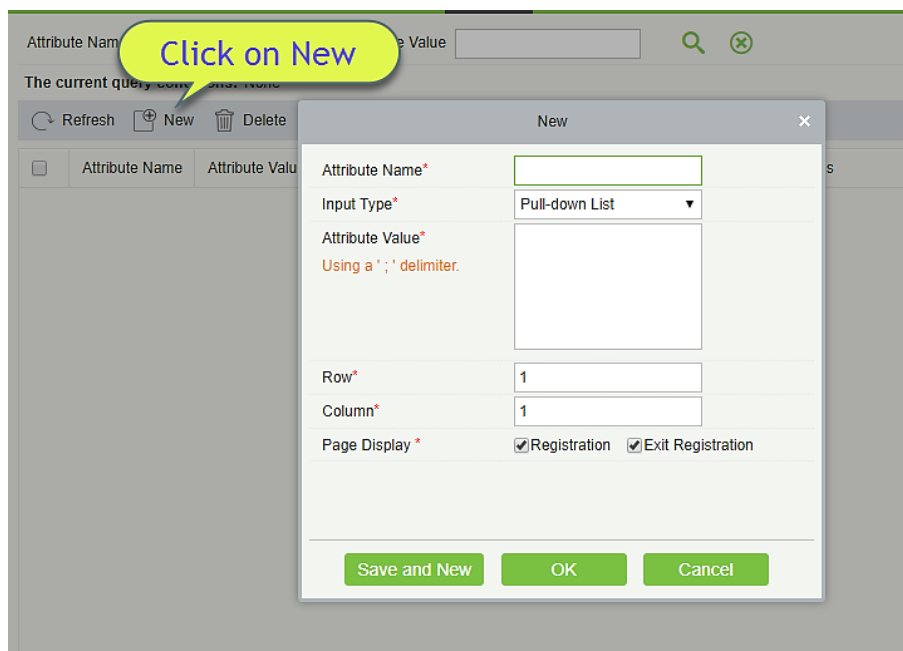 Attribute Nam
Click on New
e Value
The current query conditions: None
Refresh
New
Delete
New
×
Attribute Name
Attribute Valu
s
Attribute Name*
Input Type*
Pull-down List
Attribute Value*
Using a ' ; ' delimiter.
Row*
1
Column*
1
Page Display *
Registration
Exit Registration
Save and New
OK
Cancel